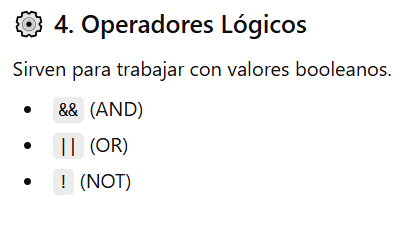 4. Operadores Lógicos
Sirven para trabajar con valores booleanos.
• && (AND)
• || (OR)
• ! (NOT)